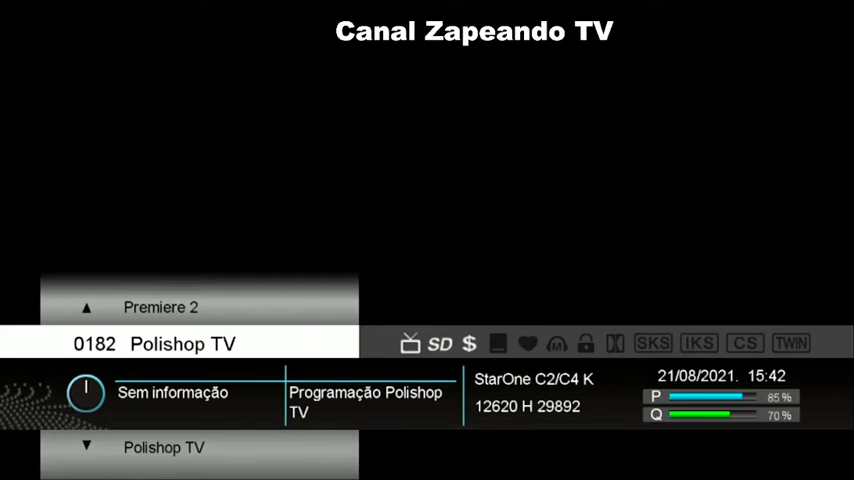 Canal Zapeando TV
Premiere 2
0182 Polishop TV
SD $ SKS IKS CS TWIN
Sem informação
Programação Polishop
TV
StarOne C2/C4 K
12620 H 29892
21/08/2021. 15:42
P 85 %
Q 70 %
Polishop TV